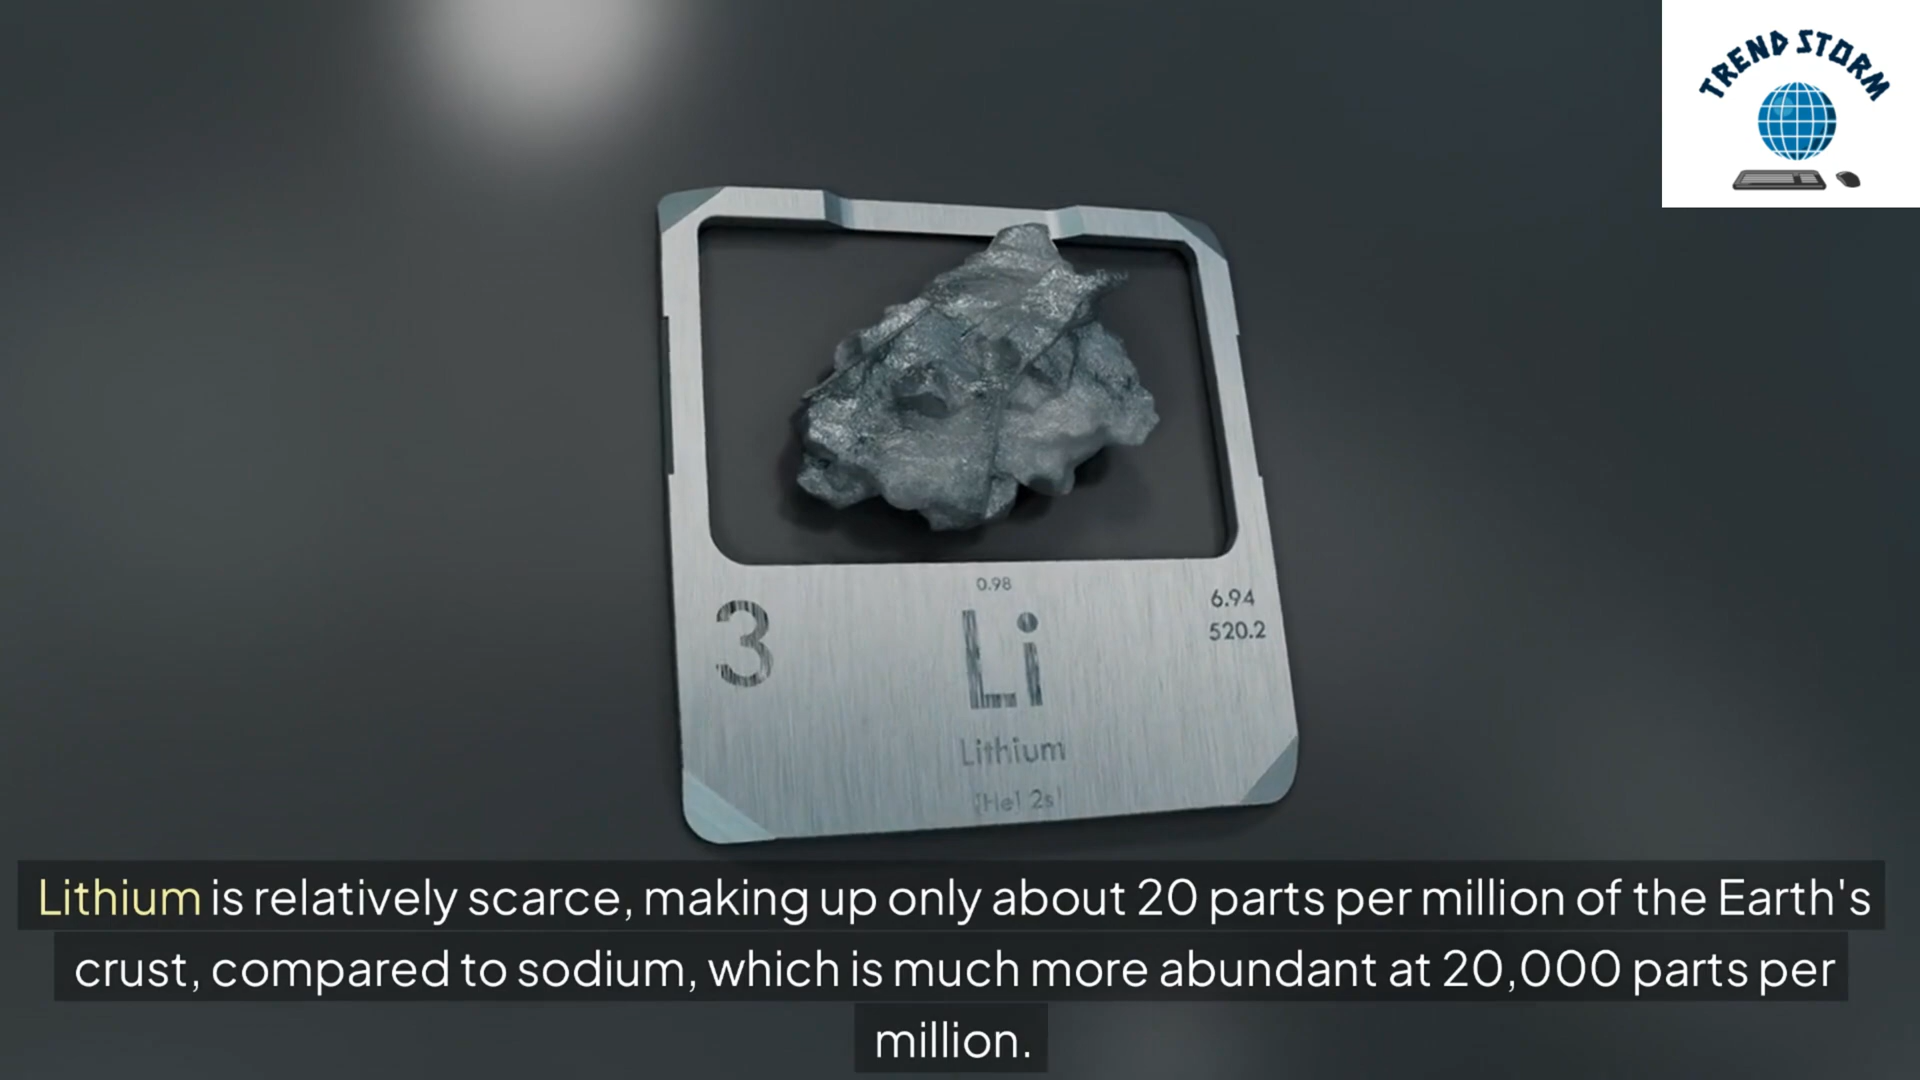 TREND STORM
0.98
3
Li
6.94
520.2
Lithium
[He] 2s¹
Lithium is relatively scarce, making up only about 20 parts per million of the Earth's
crust, compared to sodium, which is much more abundant at 20,000 parts per
million.